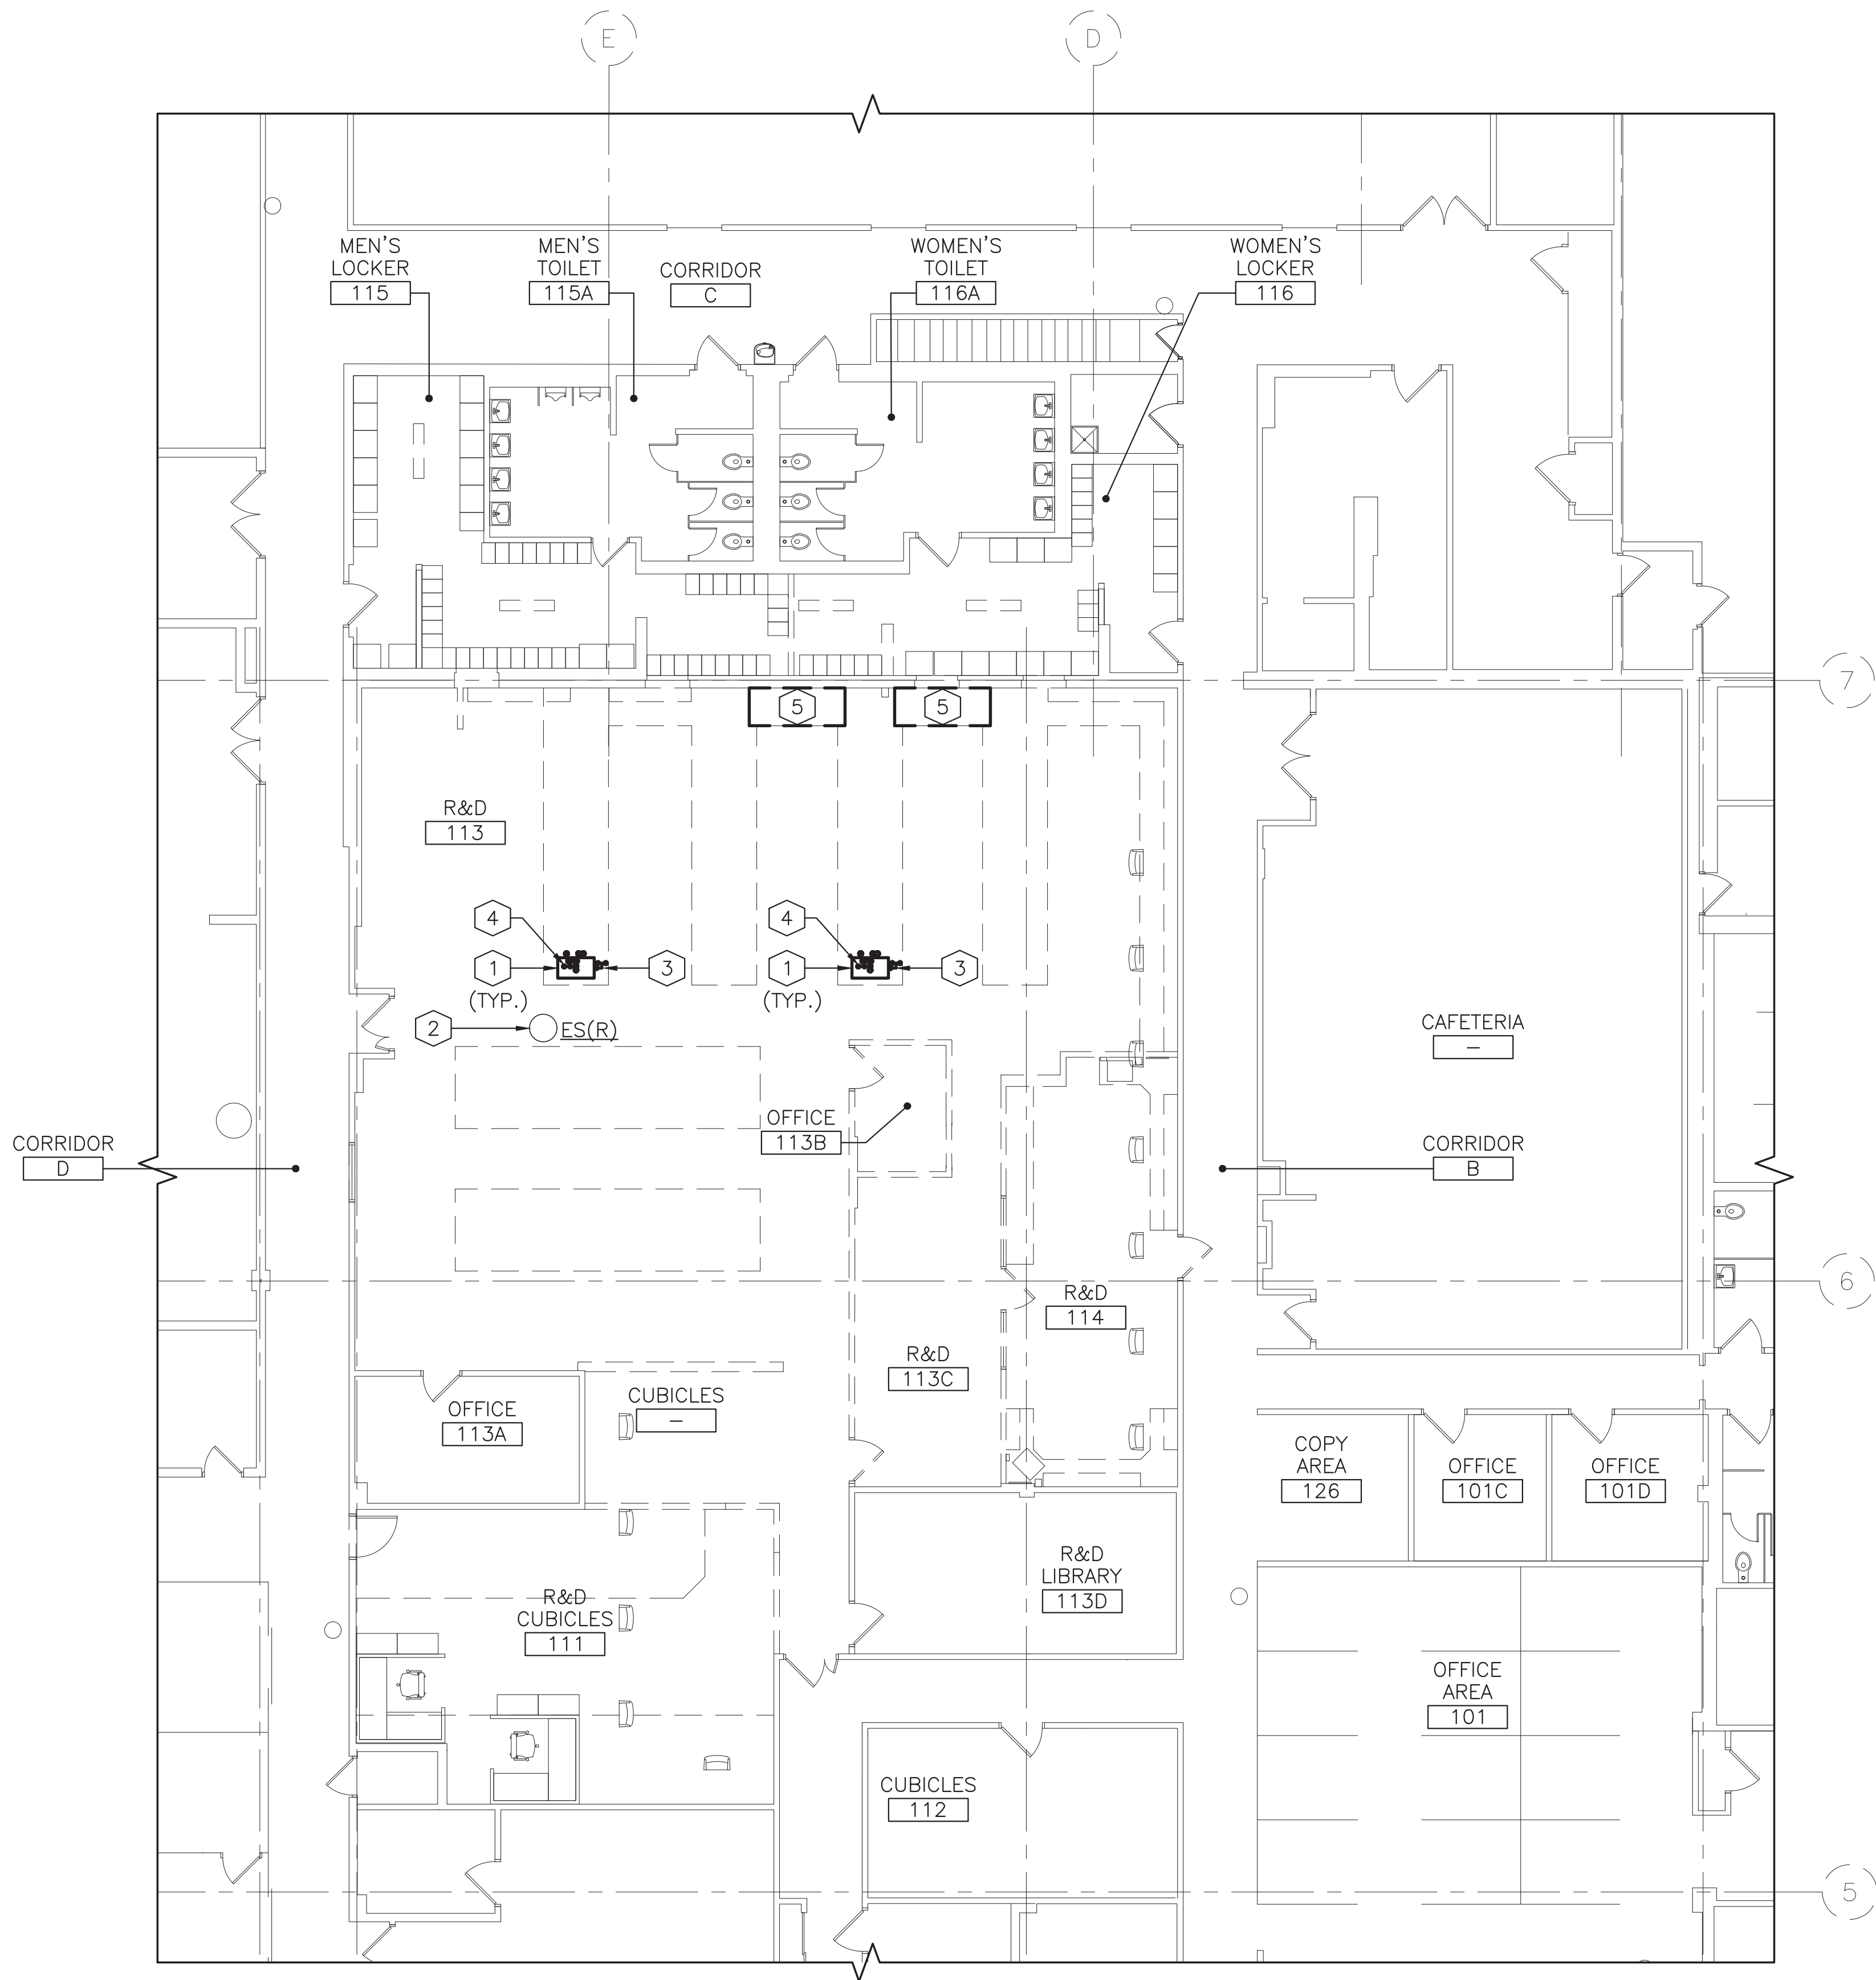 E
D
MEN'S
LOCKER
115
MEN'S
TOILET
115A
CORRIDOR
C
WOMEN'S
TOILET
116A
WOMEN'S
LOCKER
116
7
5
5
R&D
113
4
4
1
3
1
3
(TYP.)
(TYP.)
2
ES(R)
CAFETERIA
-
OFFICE
113B
CORRIDOR
D
CORRIDOR
B
6
R&D
114
R&D
113C
CUBICLES
-
OFFICE
113A
COPY
AREA
126
OFFICE
101C
OFFICE
101D
R&D
LIBRARY
113D
R&D
CUBICLES
111
OFFICE
AREA
101
CUBICLES
112
5